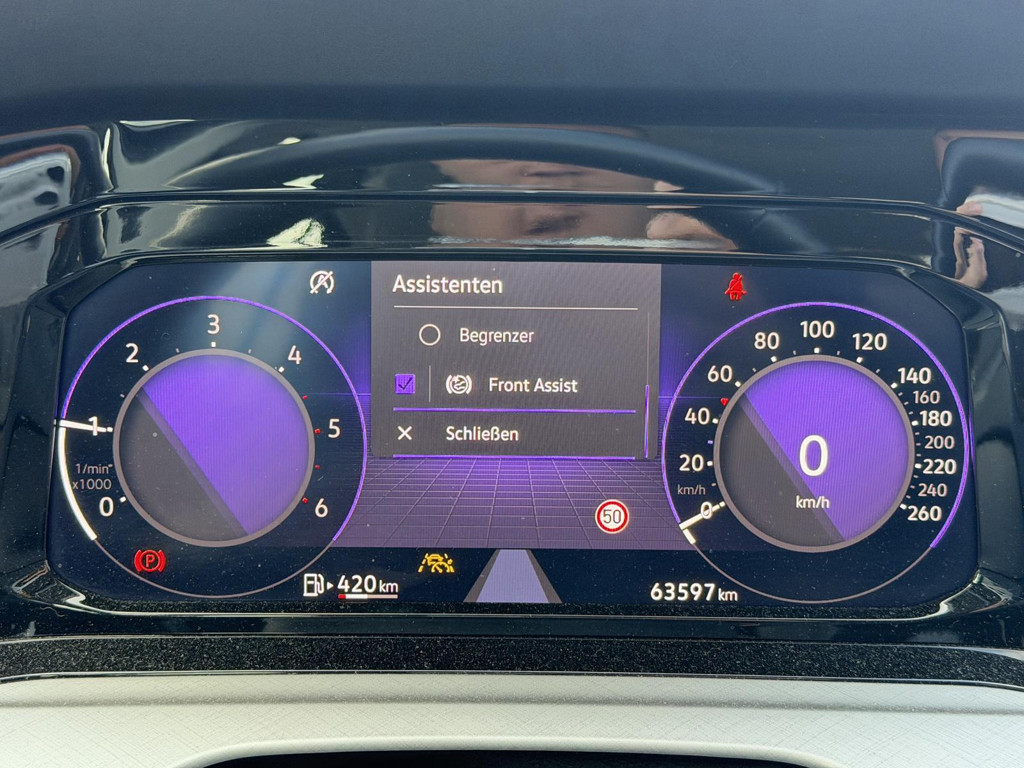 Assistenten
Begrenzer
Front Assist
Schließen
50
0 1 2 3 4 5 6
1/min
x1000
P
420 km
0 20 40 60 80 100 120 140 160 180 200 220 240 260
km/h
0
km/h
63597 km